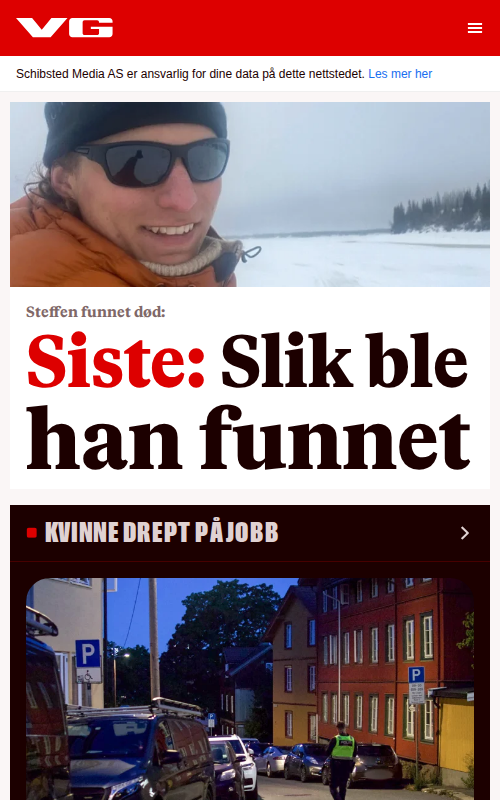 VG
Schibsted Media AS er ansvarlig for dine data på dette nettstedet. Les mer her
Steffen funnet død:
Siste: Slik ble
han funnet
KVINNE DREPT PÅ JOBB
P
P